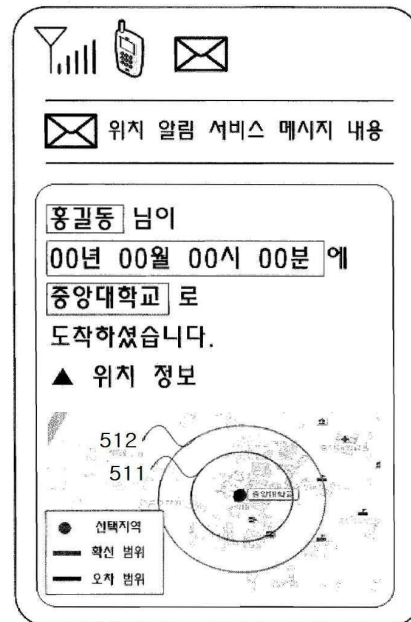 위치 알림 서비스 메시지 내용
홍길동 님이
00년 00월 00시 00분 에
중앙대학교 로
도착하셨습니다.
▲ 위치 정보
512
511
중앙대학교
선택지역
확신 범위
오차 범위